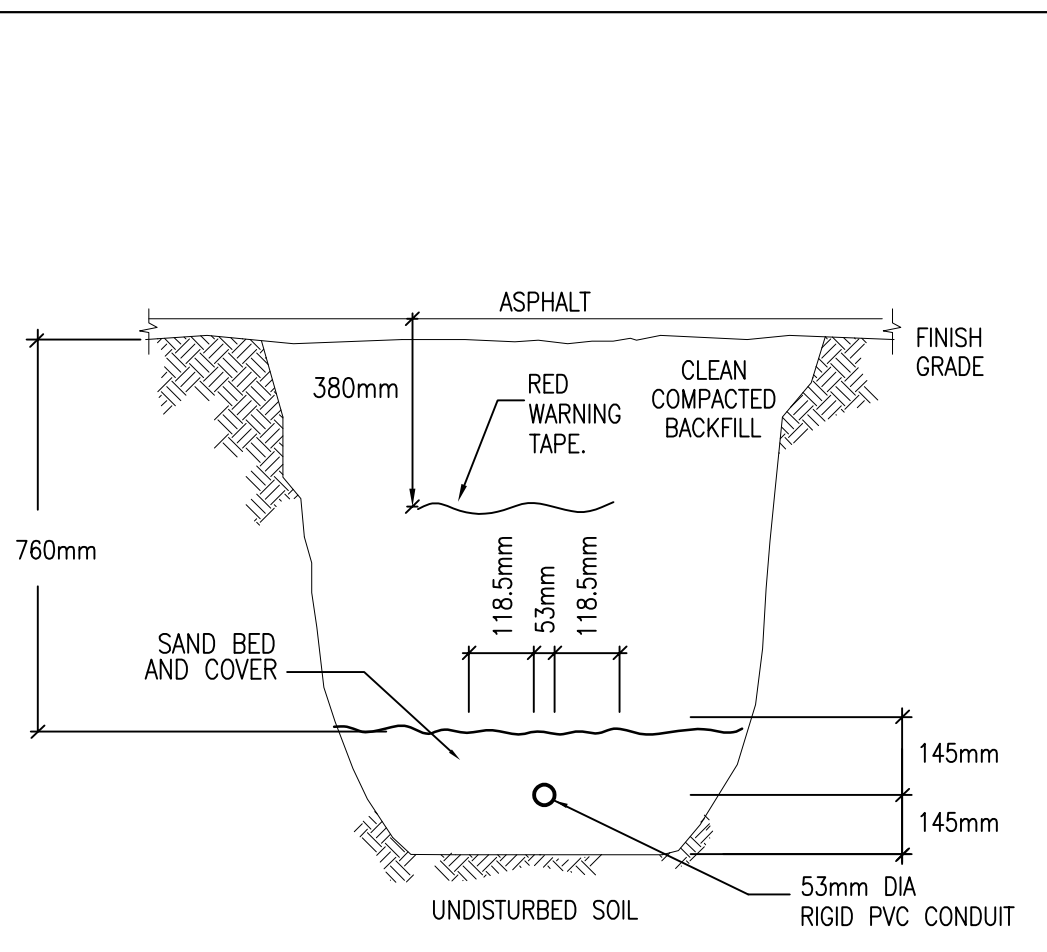 ASPHALT
FINISH
GRADE
380mm
RED
WARNING
TAPE.
CLEAN
COMPACTED
BACKFILL
760mm
118.5mm
53mm
118.5mm
SAND BED
AND COVER
145mm
145mm
53mm DIA
RIGID PVC CONDUIT
UNDISTURBED SOIL